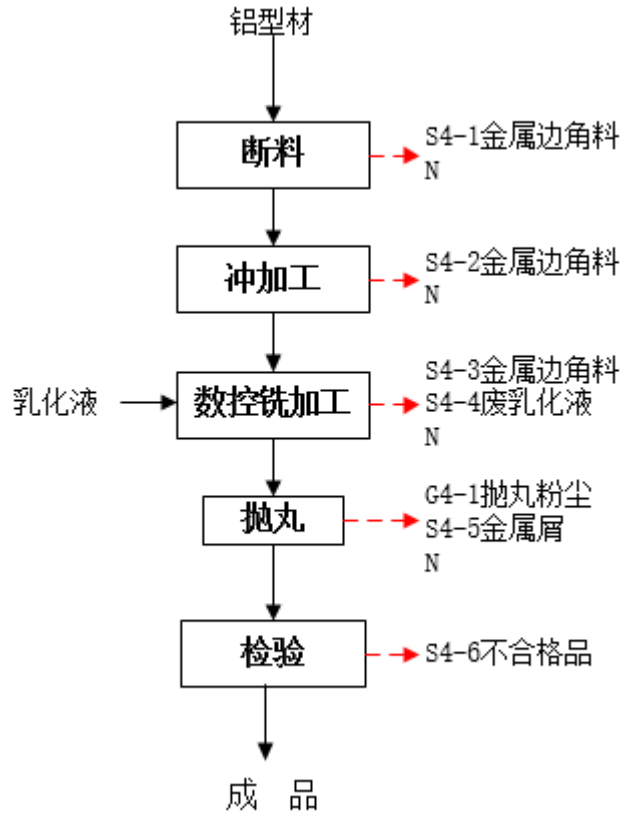 铝型材
断料
S4-1金属边角料
N
冲加工
S4-2金属边角料
N
乳化液
数控铣加工
S4-3金属边角料
S4-4废乳化液
N
抛丸
G4-1抛丸粉尘
S4-5金属屑
N
检验
S4-6不合格品
成 品